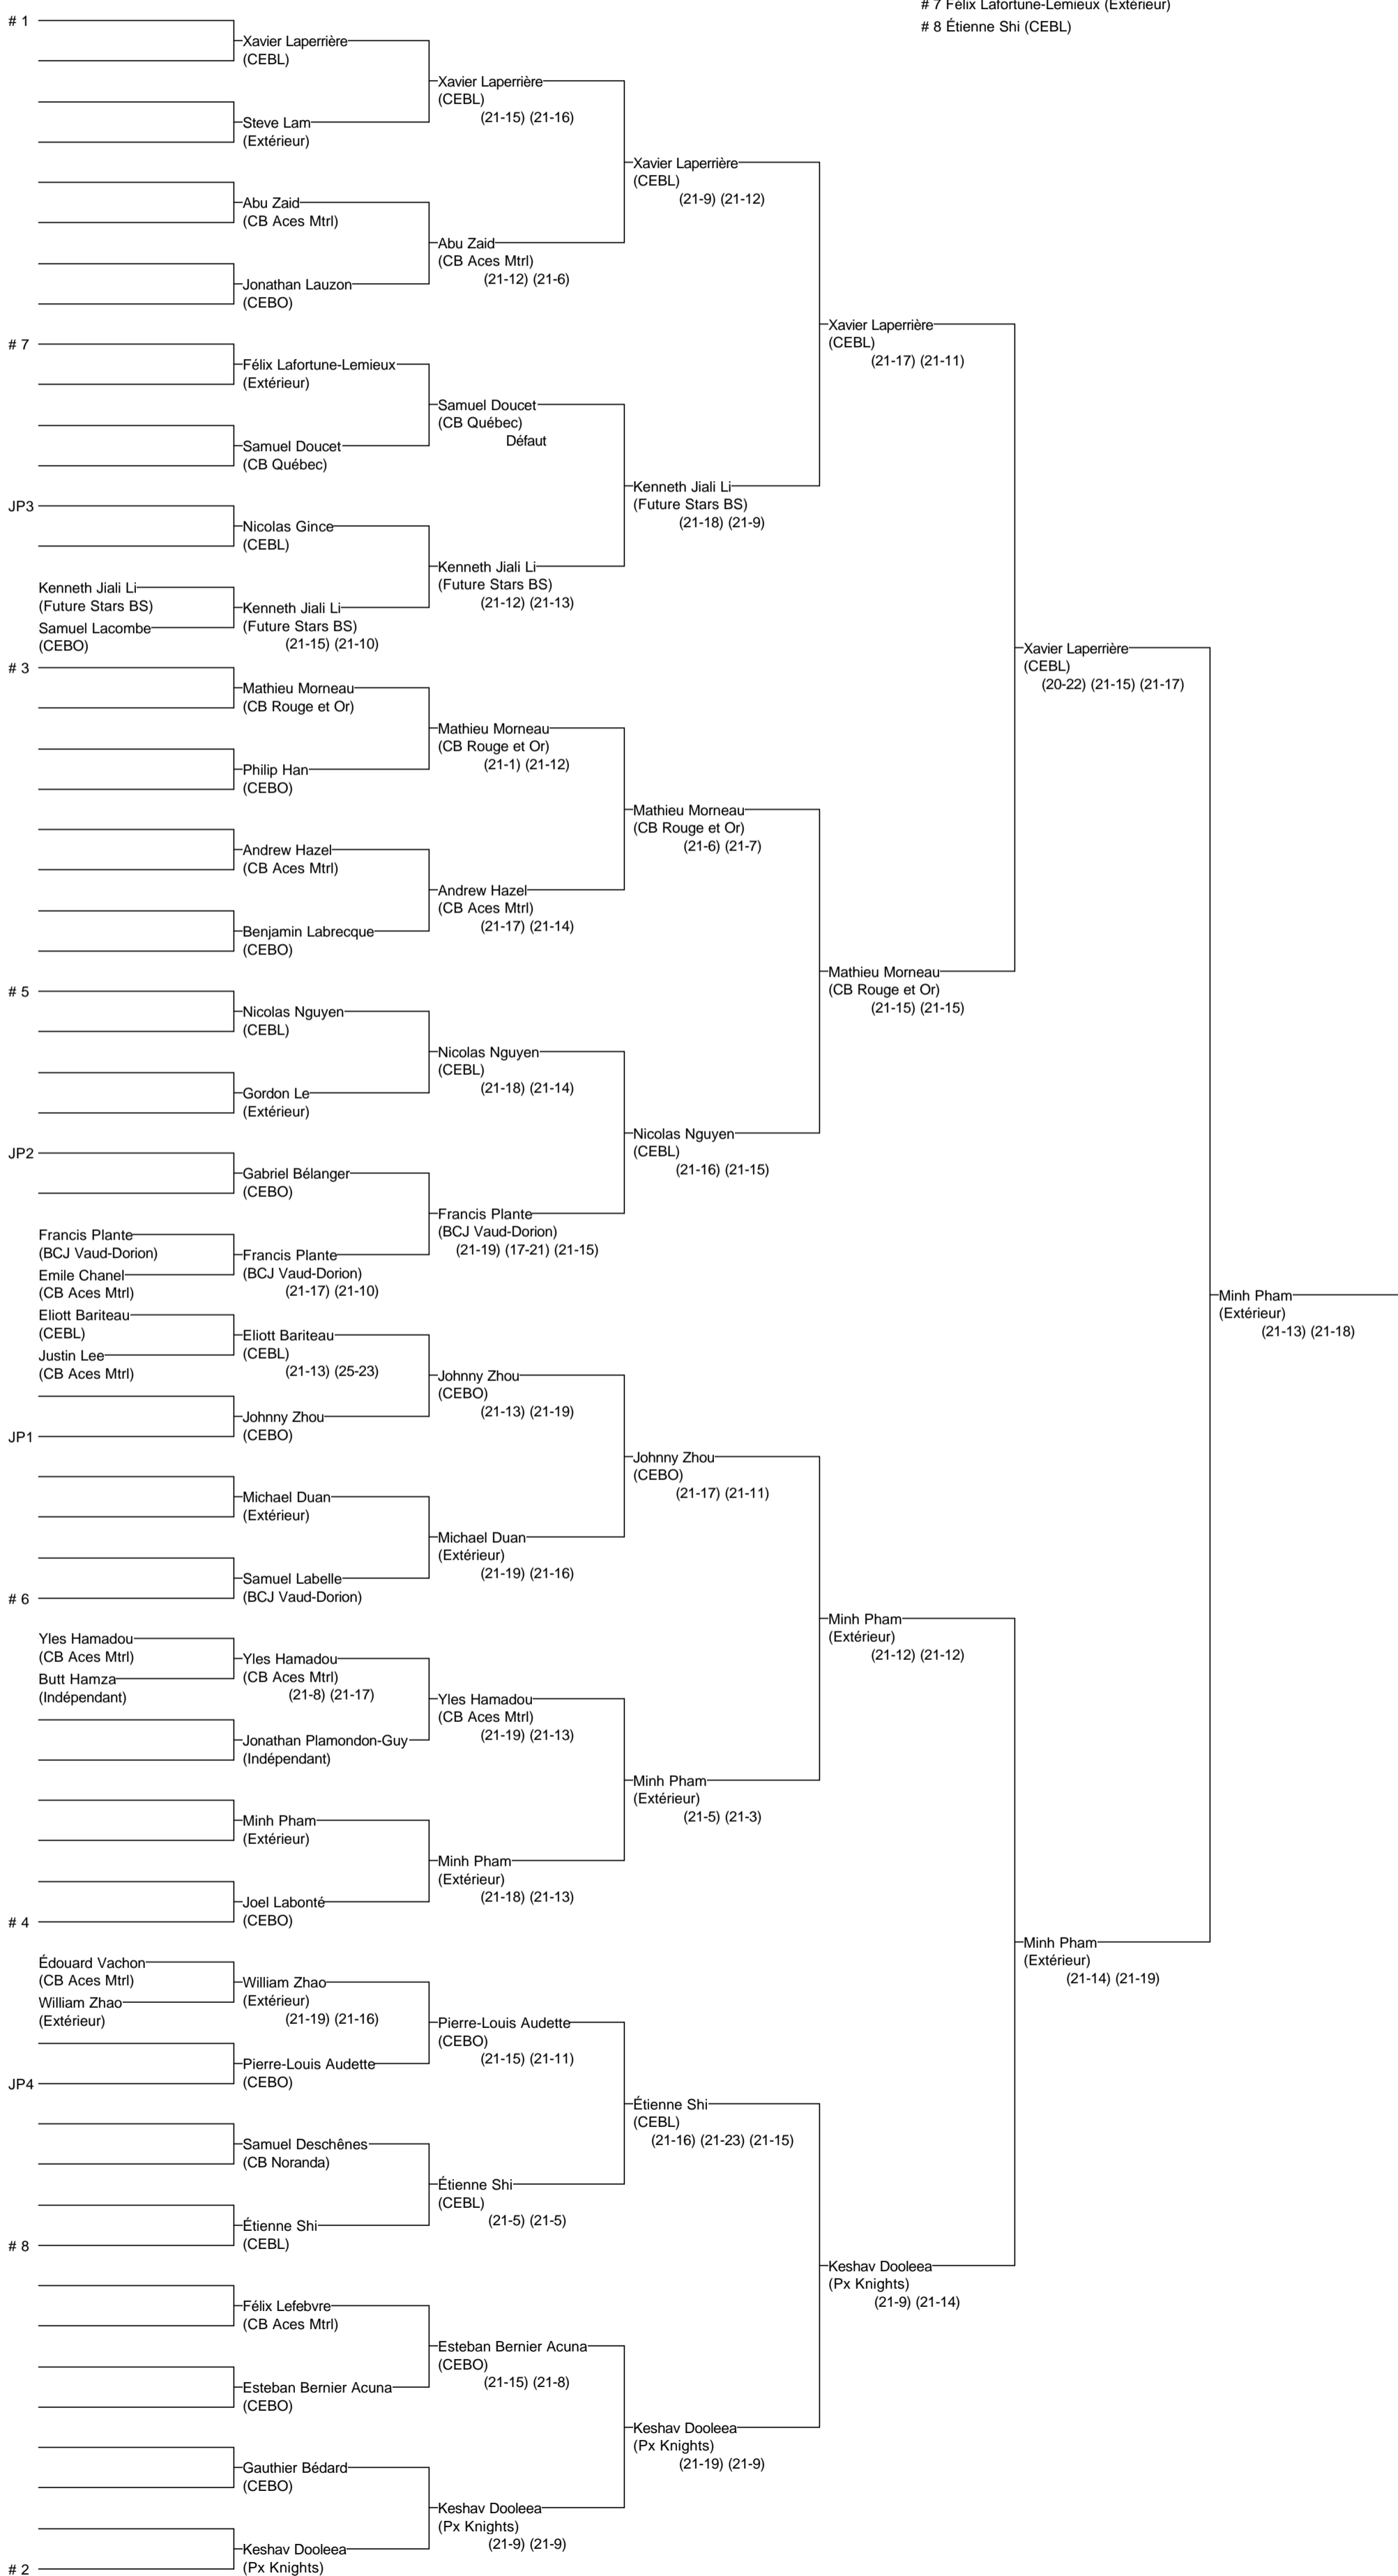 # 7 Félix Lafortune-Lemieux (Extérieur)
# 8 Étienne Shi (CEBL)
# 1
Xavier Laperrière
(CEBL)
Steve Lam
(Extérieur)
Abu Zaid
(CB Aces Mtrl)
Jonathan Lauzon
(CEBO)
# 7
Félix Lafortune-Lemieux
(Extérieur)
Samuel Doucet
(CB Québec)
JP3
Nicolas Gince
(CEBL)
Kenneth Jiali Li
(Future Stars BS)
Samuel Lacombe
(CEBO)
Kenneth Jiali Li
(Future Stars BS)
(21-15) (21-10)
# 3
Mathieu Morneau
(CB Rouge et Or)
Philip Han
(CEBO)
Andrew Hazel
(CB Aces Mtrl)
Benjamin Labrecque
(CEBO)
# 5
Nicolas Nguyen
(CEBL)
Gordon Le
(Extérieur)
JP2
Gabriel Bélanger
(CEBO)
Francis Plante
(BCJ Vaud-Dorion)
Emile Chanel
(CB Aces Mtrl)
Francis Plante
(BCJ Vaud-Dorion)
(21-17) (21-10)
Eliott Bariteau
(CEBL)
Justin Lee
(CB Aces Mtrl)
Eliott Bariteau
(CEBL)
(21-13) (25-23)
Johnny Zhou
(CEBO)
JP1
Michael Duan
(Extérieur)
Samuel Labelle
(BCJ Vaud-Dorion)
# 6
Yles Hamadou
(CB Aces Mtrl)
Butt Hamza
(Indépendant)
Yles Hamadou
(CB Aces Mtrl)
(21-8) (21-17)
Jonathan Plamondon-Guy
(Indépendant)
Minh Pham
(Extérieur)
Joel Labonté
(CEBO)
# 4
Édouard Vachon
(CB Aces Mtrl)
William Zhao
(Extérieur)
William Zhao
(Extérieur)
(21-19) (21-16)
Pierre-Louis Audette
(CEBO)
JP4
Samuel Deschênes
(CB Noranda)
Étienne Shi
(CEBL)
# 8
Félix Lefebvre
(CB Aces Mtrl)
Esteban Bernier Acuna
(CEBO)
Gauthier Bédard
(CEBO)
Keshav Dooleea
(Px Knights)
# 2
Xavier Laperrière
(CEBL)
(21-15) (21-16)
Abu Zaid
(CB Aces Mtrl)
(21-12) (21-6)
Samuel Doucet
(CB Québec)
Défaut
Kenneth Jiali Li
(Future Stars BS)
(21-12) (21-13)
Mathieu Morneau
(CB Rouge et Or)
(21-1) (21-12)
Andrew Hazel
(CB Aces Mtrl)
(21-17) (21-14)
Nicolas Nguyen
(CEBL)
(21-18) (21-14)
Francis Plante
(BCJ Vaud-Dorion)
(21-19) (17-21) (21-15)
Johnny Zhou
(CEBO)
(21-13) (21-19)
Michael Duan
(Extérieur)
(21-19) (21-16)
Yles Hamadou
(CB Aces Mtrl)
(21-19) (21-13)
Minh Pham
(Extérieur)
(21-18) (21-13)
Pierre-Louis Audette
(CEBO)
(21-15) (21-11)
Étienne Shi
(CEBL)
(21-5) (21-5)
Esteban Bernier Acuna
(CEBO)
(21-15) (21-8)
Keshav Dooleea
(Px Knights)
(21-9) (21-9)
Xavier Laperrière
(CEBL)
(21-9) (21-12)
Kenneth Jiali Li
(Future Stars BS)
(21-18) (21-9)
Mathieu Morneau
(CB Rouge et Or)
(21-6) (21-7)
Nicolas Nguyen
(CEBL)
(21-16) (21-15)
Johnny Zhou
(CEBO)
(21-17) (21-11)
Minh Pham
(Extérieur)
(21-5) (21-3)
Étienne Shi
(CEBL)
(21-16) (21-23) (21-15)
Keshav Dooleea
(Px Knights)
(21-19) (21-9)
Xavier Laperrière
(CEBL)
(21-17) (21-11)
Mathieu Morneau
(CB Rouge et Or)
(21-15) (21-15)
Minh Pham
(Extérieur)
(21-12) (21-12)
Keshav Dooleea
(Px Knights)
(21-9) (21-14)
Xavier Laperrière
(CEBL)
(20-22) (21-15) (21-17)
Minh Pham
(Extérieur)
(21-14) (21-19)
Minh Pham
(Extérieur)
(21-13) (21-18)